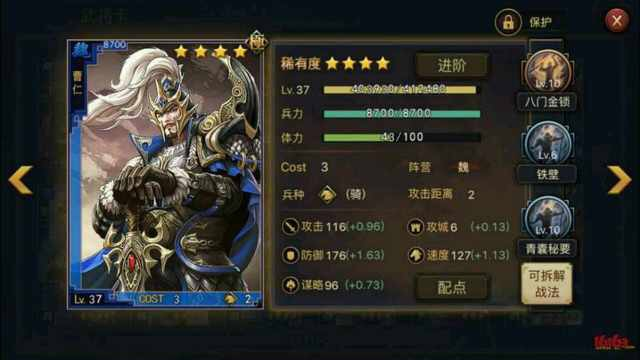 武将卡
保护
魏 8700
極
曹仁
Lv. 37 COST 3 2
稀有度 进阶
Lv.37
兵力 8700/8700
体力 43/100
Cost 3 阵营 魏
兵种 (骑) 攻击距离 2
攻击 116(+0.96) 攻城 6 (+0.13)
防御 176(+1.63) 速度 127(+1.13)
谋略 96 (+0.73) 配点
Lv.10
八门金锁
Lv.6
铁壁
Lv.10
青囊秘要
可拆解
战法